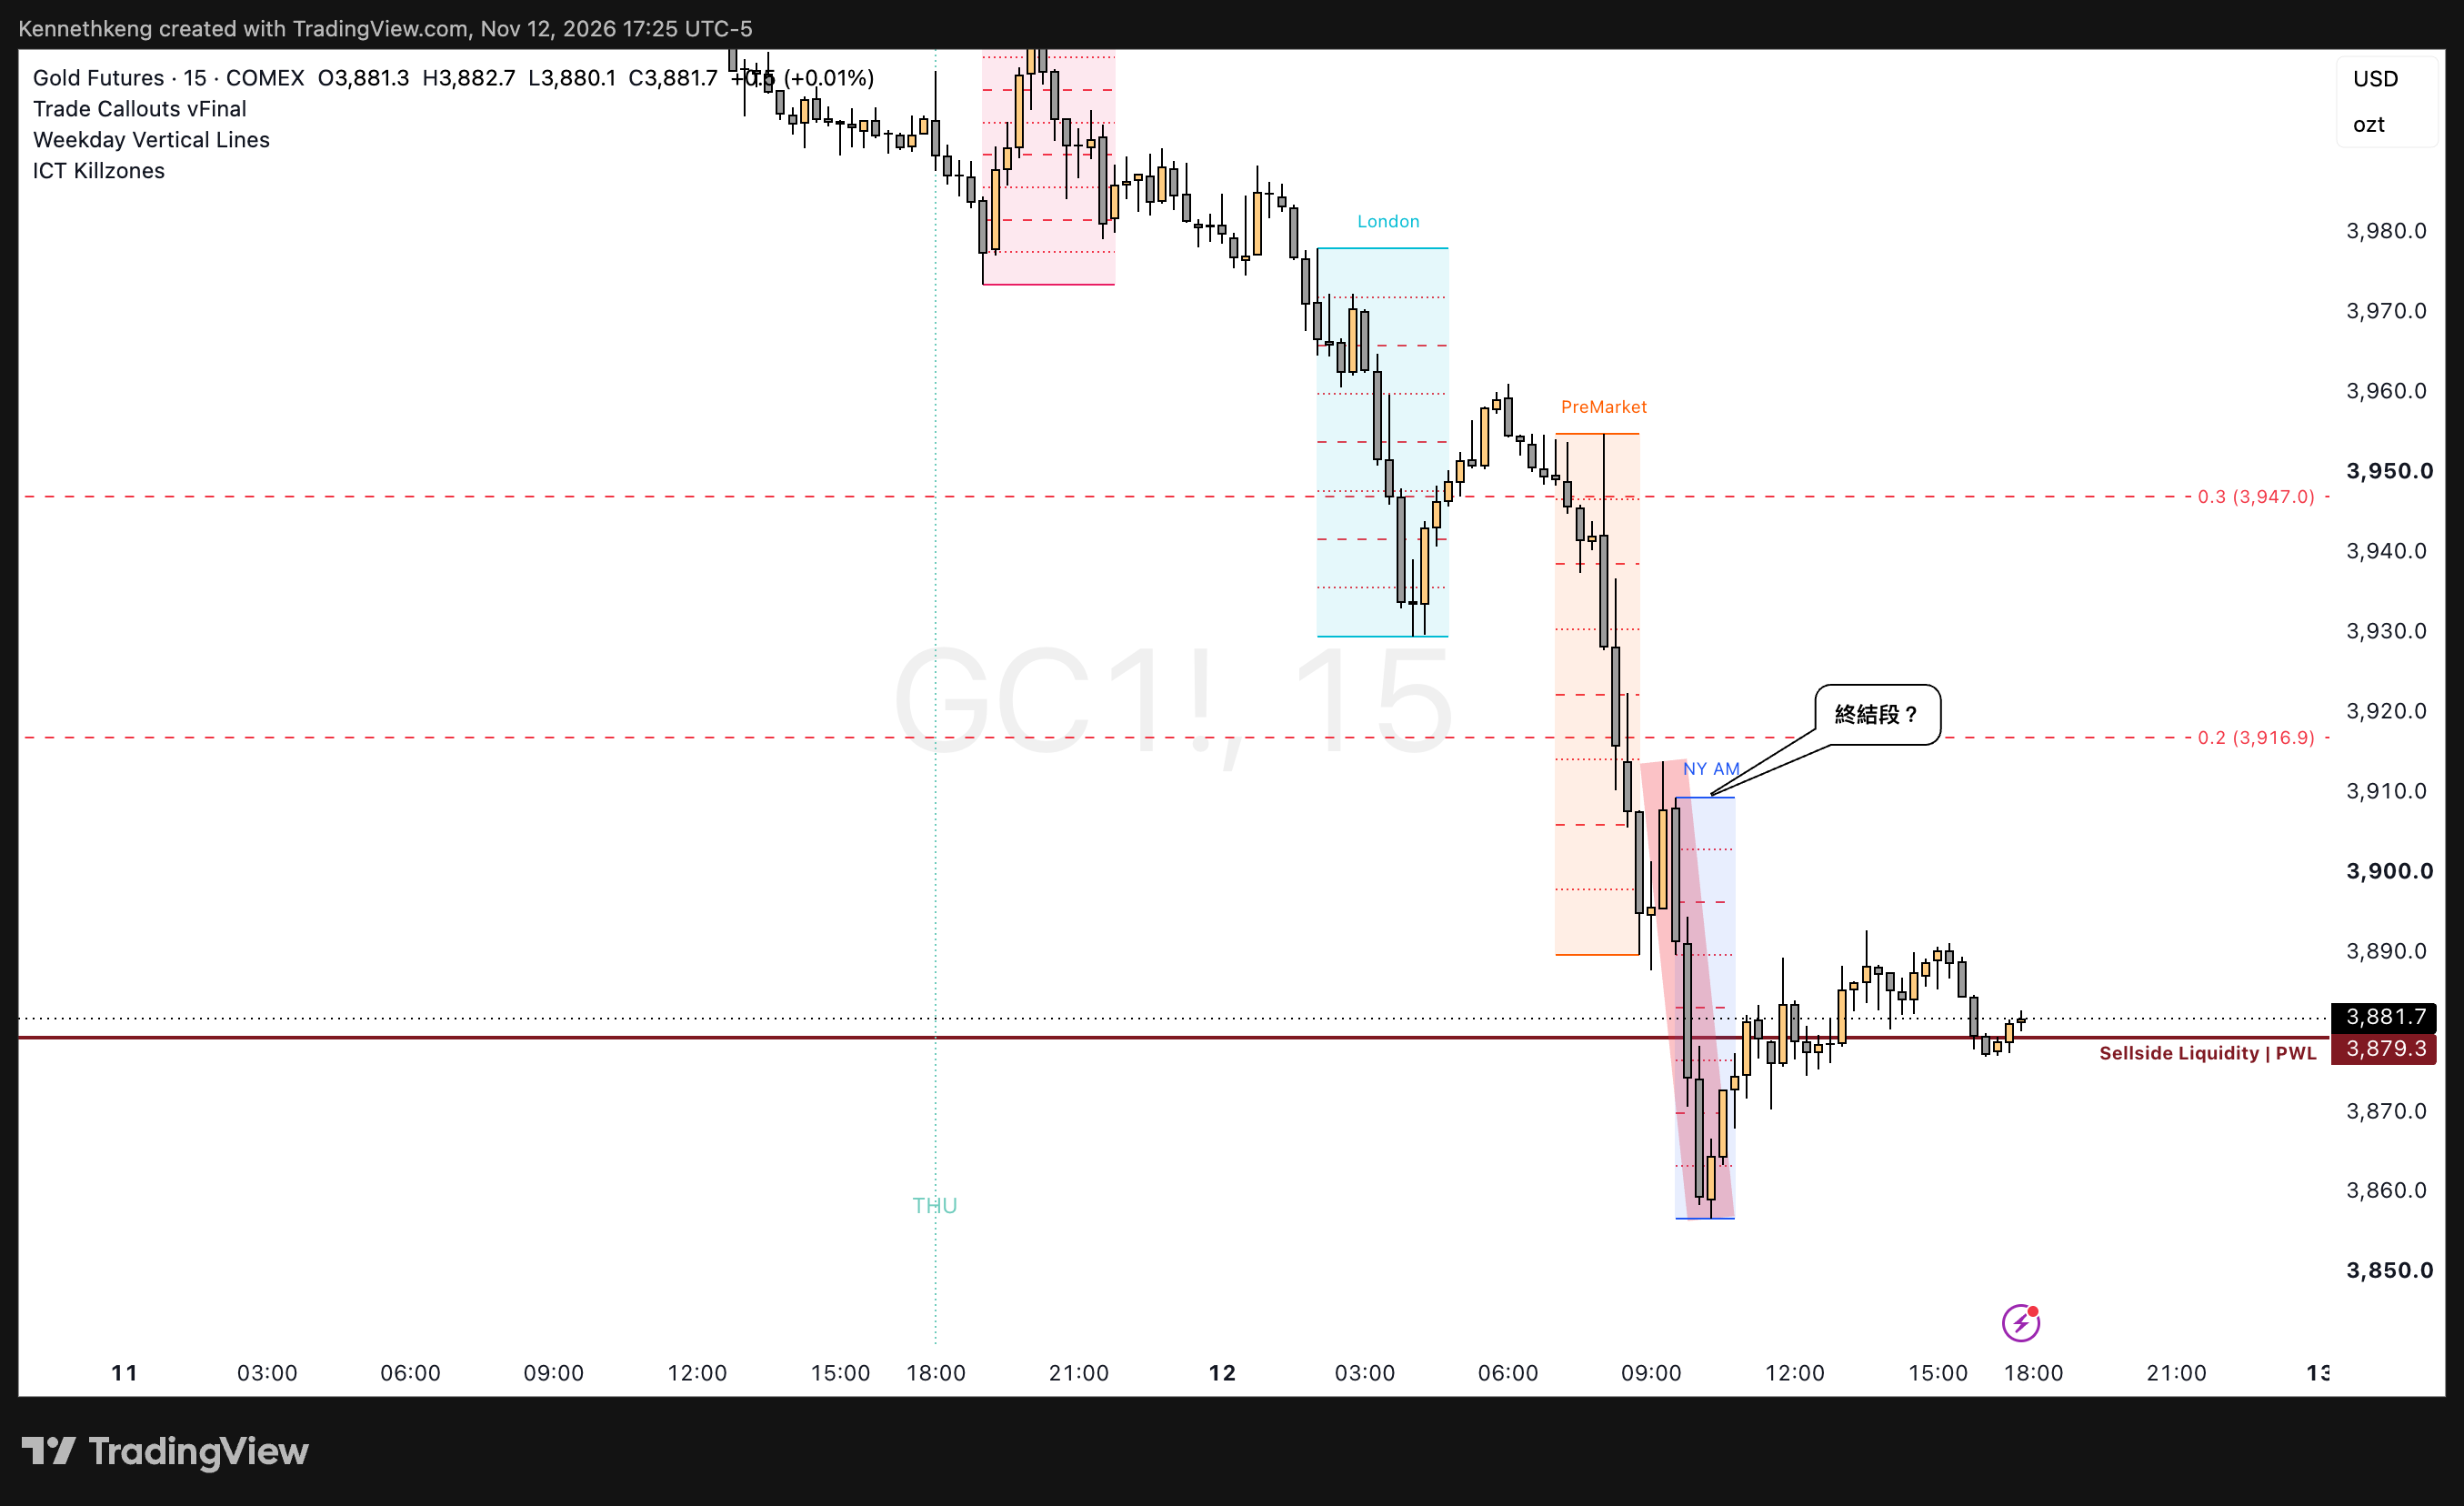 Kennethkeng created with TradingView.com, Nov 12, 2026 17:25 UTC-5
Gold Futures · 15 · COMEX O3,881.3 H3,882.7 L3,880.1 C3,881.7 +0.5 (+0.01%)
Trade Callouts vFinal
Weekday Vertical Lines
ICT Killzones
USD
ozt
London
3,980.0
3,970.0
3,960.0
PreMarket
3,950.0
0.3 (3,947.0)
3,940.0
3,930.0
GC1!, 15
3,920.0
終結段？
0.2 (3,916.9)
NY AM
3,910.0
3,900.0
3,890.0
3,881.7
3,879.3
Sellside Liquidity | PWL
3,870.0
3,860.0
THU
3,850.0
11 03:00 06:00 09:00 12:00 15:00 18:00 21:00 12 03:00 06:00 09:00 12:00 15:00 18:00 21:00 13
TradingView